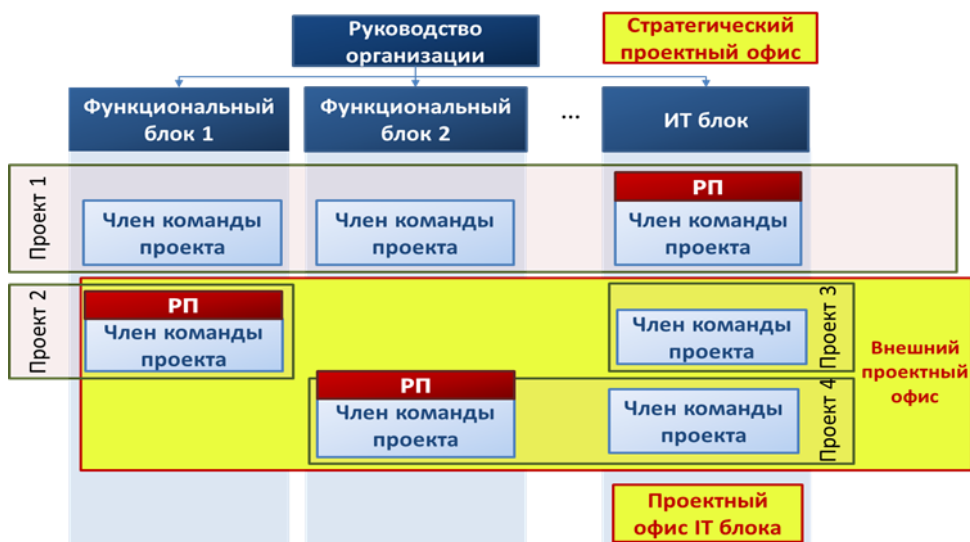 Руководство
организации
Стратегический
проектный офис
Функциональный
блок 1
Функциональный
блок 2
...
ИТ блок
Проект 1
Член команды
проекта
Член команды
проекта
РП
Член команды
проекта
Проект 2
РП
Член команды
проекта
Член команды
проекта
Проект 3
Внешний
проектный
офис
РП
Член команды
проекта
Член команды
проекта
Проект 4
Проектный
офис IT блока